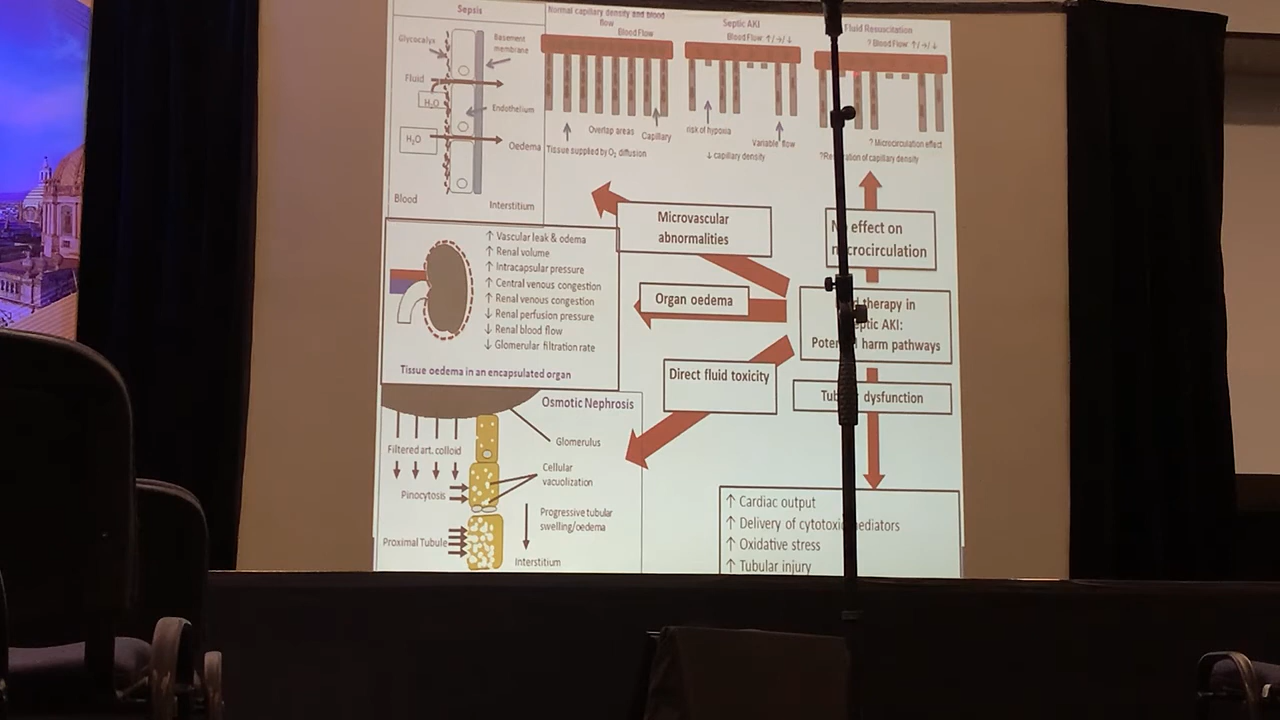 Sepsis
Glycocalyx
Basement
membrane
Fluid
H₂O
Endothelium
H₂O
Oedema
Blood
Interstitium
Normal capillary density and blood
flow
Blood Flow
Overlap areas
Capillary
Tissue supplied by O₂ diffusion
Septic AKI
Blood Flow: ↑/→/↓
risk of hypoxia
Variable flow
↓ capillary density
Fluid Resuscitation
? Blood Flow: ↑/→/↓
? Microcirculation effect
of capillary density
Microvascular
abnormalities
effect on
Organ oedema
therapy in
AKI:
harm pathways
Direct fluid toxicity
dysfunction
↑ Vascular leak & odema
↑ Renal volume
↑ Intracapsular pressure
↑ Central venous congestion
↑ Renal venous congestion
↓ Renal perfusion pressure
↓ Renal blood flow
↓ Glomerular filtration rate
Tissue oedema in an encapsulated organ
Osmotic Nephrosis
Glomerulus
Filtered art. colloid
Cellular
vacuolization
Pinocytosis
Progressive tubular
swelling/oedema
Proximal Tubule
Interstitium
↑ Cardiac output
↑ Delivery of cytotoxic
↑ Oxidative stress
↑ Tubular injury